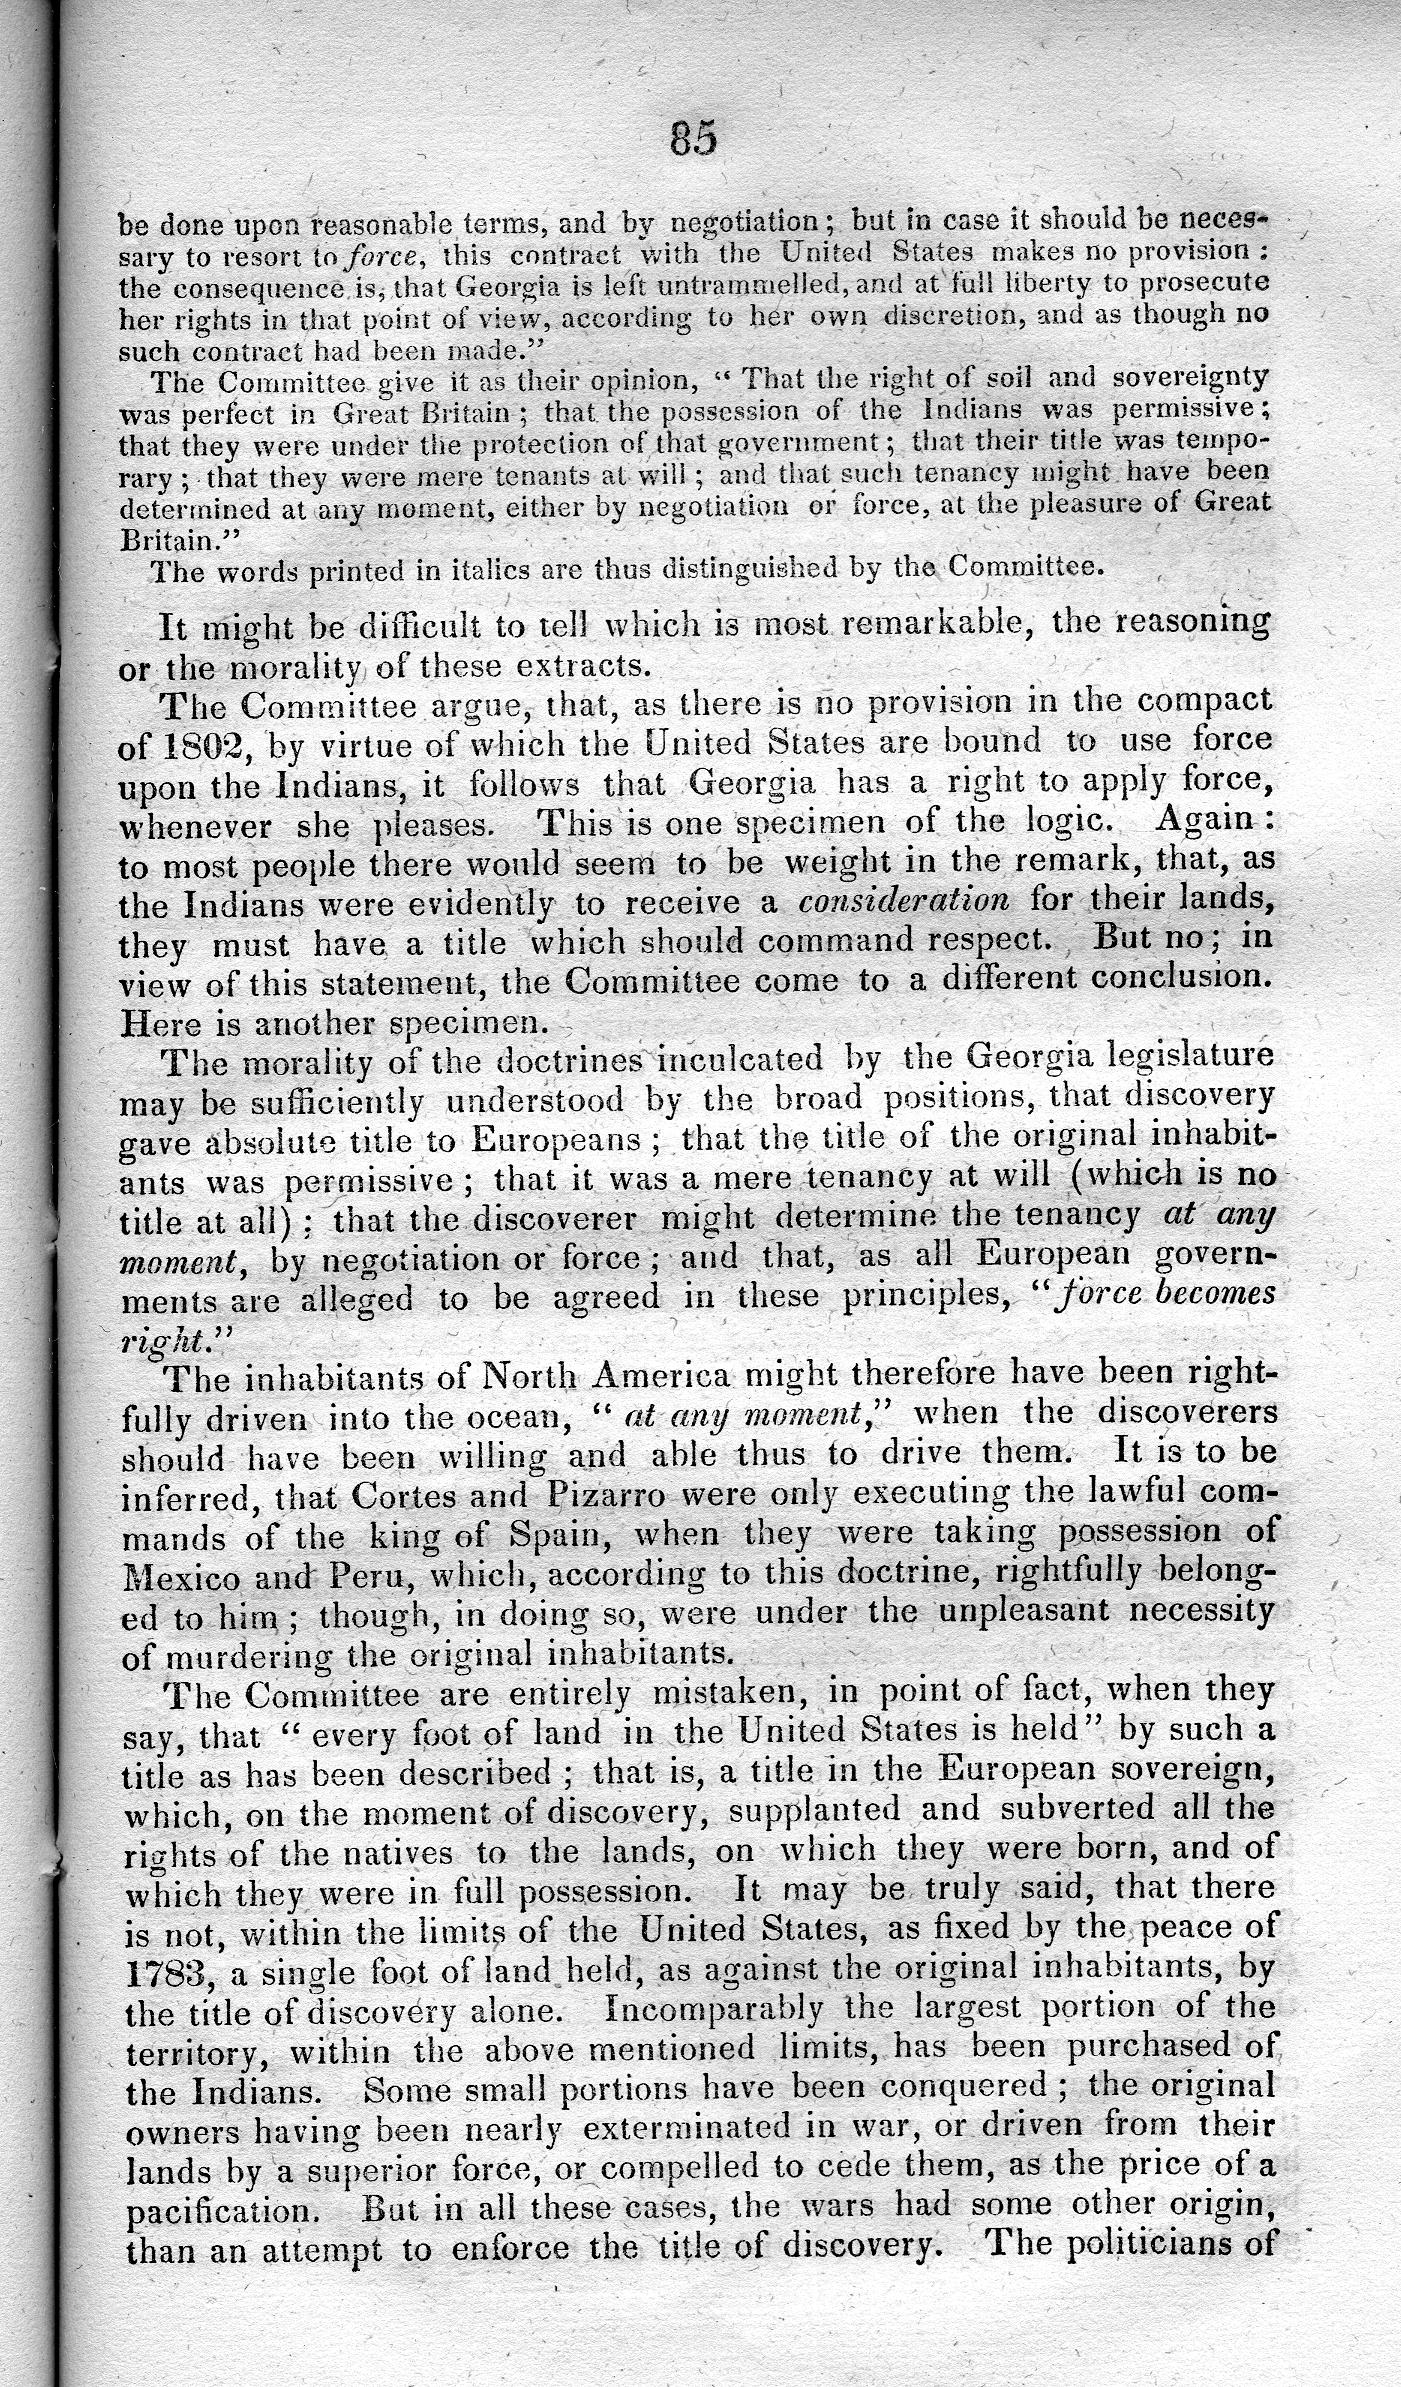 85
be done upon reasonable terms, and by negotiation; but in case it should be neces-
sary to resort to force, this contract with the United States makes no provision:
the consequence is, that Georgia is left untrammelled, and at full liberty to prosecute
her rights in that point of view, according to her own discretion, and as though no
such contract had been made."
The Committee give it as their opinion, "That the right of soil and sovereignty
was perfect in Great Britain; that the possession of the Indians was permissive;
that they were under the protection of that government; that their title was tempo-
rary; that they were mere tenants at will; and that such tenancy might have been
determined at any moment, either by negotiation or force, at the pleasure of Great
Britain."
The words printed in italics are thus distinguished by the Committee.
It might be difficult to tell which is most remarkable, the reasoning
or the morality of these extracts.
The Committee argue, that, as there is no provision in the compact
of 1802, by virtue of which the United States are bound to use force
upon the Indians, it follows that Georgia has a right to apply force,
whenever she pleases. This is one specimen of the logic. Again:
to most people there would seem to be weight in the remark, that, as
the Indians were evidently to receive a consideration for their lands,
they must have a title which should command respect. But no; in
view of this statement, the Committee come to a different conclusion.
Here is another specimen.
The morality of the doctrines inculcated by the Georgia legislature
may be sufficiently understood by the broad positions, that discovery
gave absolute title to Europeans; that the title of the original inhabit-
ants was permissive; that it was a mere tenancy at will (which is no
title at all); that the discoverer might determine the tenancy at any
moment, by negotiation or force; and that, as all European govern-
ments are alleged to be agreed in these principles, "force becomes
right."
The inhabitants of North America might therefore have been right-
fully driven into the ocean, "at any moment," when the discoverers
should have been willing and able thus to drive them. It is to be
inferred, that Cortes and Pizarro were only executing the lawful com-
mands of the king of Spain, when they were taking possession of
Mexico and Peru, which, according to this doctrine, rightfully belong-
ed to him; though, in doing so, were under the unpleasant necessity
of murdering the original inhabitants.
The Committee are entirely mistaken, in point of fact, when they
say, that "every foot of land in the United States is held" by such a
title as has been described; that is, a title in the European sovereign,
which, on the moment of discovery, supplanted and subverted all the
rights of the natives to the lands, on which they were born, and of
which they were in full possession. It may be truly said, that there
is not, within the limits of the United States, as fixed by the peace of
1783, a single foot of land held, as against the original inhabitants, by
the title of discovery alone. Incomparably the largest portion of the
territory, within the above mentioned limits, has been purchased of
the Indians. Some small portions have been conquered; the original
owners having been nearly exterminated in war, or driven from their
lands by a superior force, or compelled to cede them, as the price of a
pacification. But in all these cases, the wars had some other origin,
than an attempt to enforce the title of discovery. The politicians of